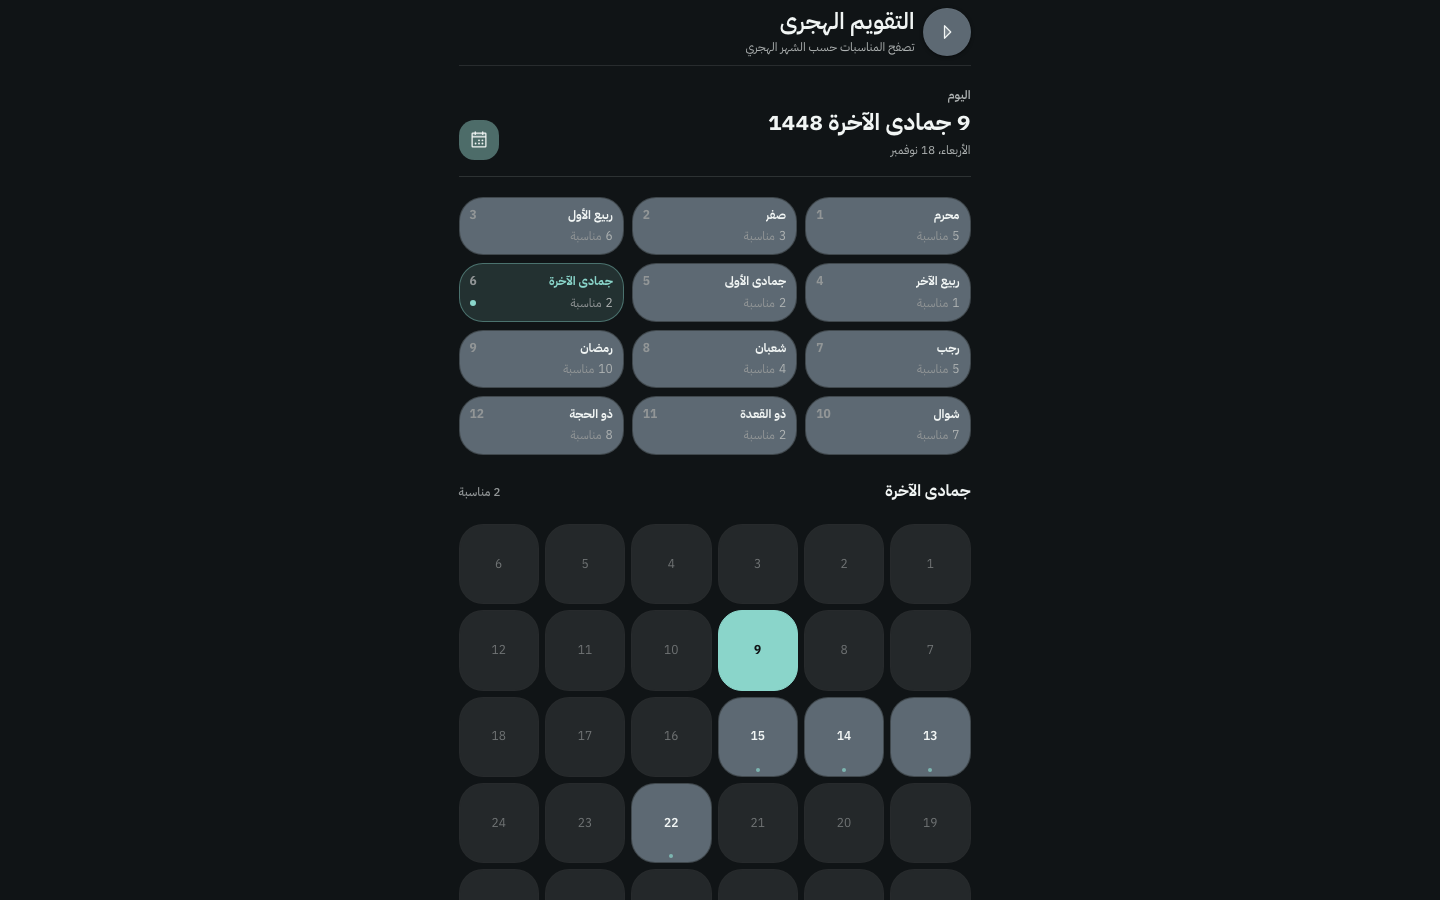 التقويم الهجرى
تصفح المناسبات حسب الشهر الهجري
اليوم
9 جمادى الآخرة 1448
الأربعاء، 18 نوفمبر
محرم 1
5 مناسبة
صفر 2
3 مناسبة
ربيع الأول 3
6 مناسبة
ربيع الآخر 4
1 مناسبة
جمادى الأولى 5
2 مناسبة
جمادى الآخرة 6
2 مناسبة
رجب 7
5 مناسبة
شعبان 8
4 مناسبة
رمضان 9
10 مناسبة
شوال 10
7 مناسبة
ذو القعدة 11
2 مناسبة
ذو الحجة 12
8 مناسبة
جمادى الآخرة
2 مناسبة
1 2 3 4 5 6
7 8 9 10 11 12
13 14 15 16 17 18
19 20 21 22 23 24